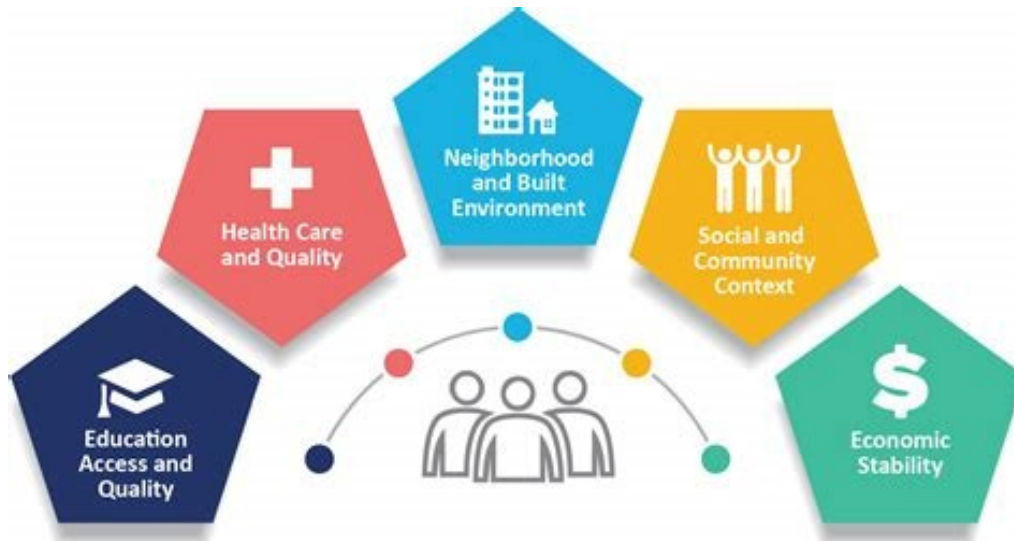 Education
Access and
Quality
Health Care
and Quality
Neighborhood
and Built
Environment
Social and
Community
Context
$
Economic
Stability